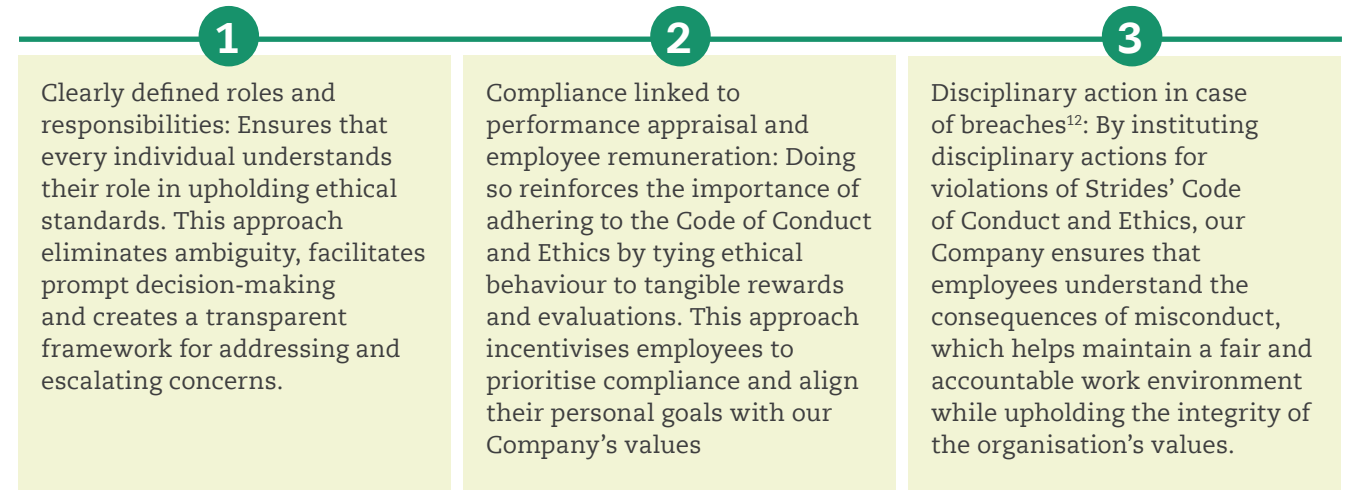 1
Clearly defined roles and
responsibilities: Ensures that
every individual understands
their role in upholding ethical
standards. This approach
eliminates ambiguity, facilitates
prompt decision-making
and creates a transparent
framework for addressing and
escalating concerns.
2
Compliance linked to
performance appraisal and
employee remuneration: Doing
so reinforces the importance of
adhering to the Code of Conduct
and Ethics by tying ethical
behaviour to tangible rewards
and evaluations. This approach
incentivises employees to
prioritise compliance and align
their personal goals with our
Company’s values
3
Disciplinary action in case
of breaches¹²: By instituting
disciplinary actions for
violations of Strides’ Code
of Conduct and Ethics, our
Company ensures that
employees understand the
consequences of misconduct,
which helps maintain a fair and
accountable work environment
while upholding the integrity of
the organisation’s values.